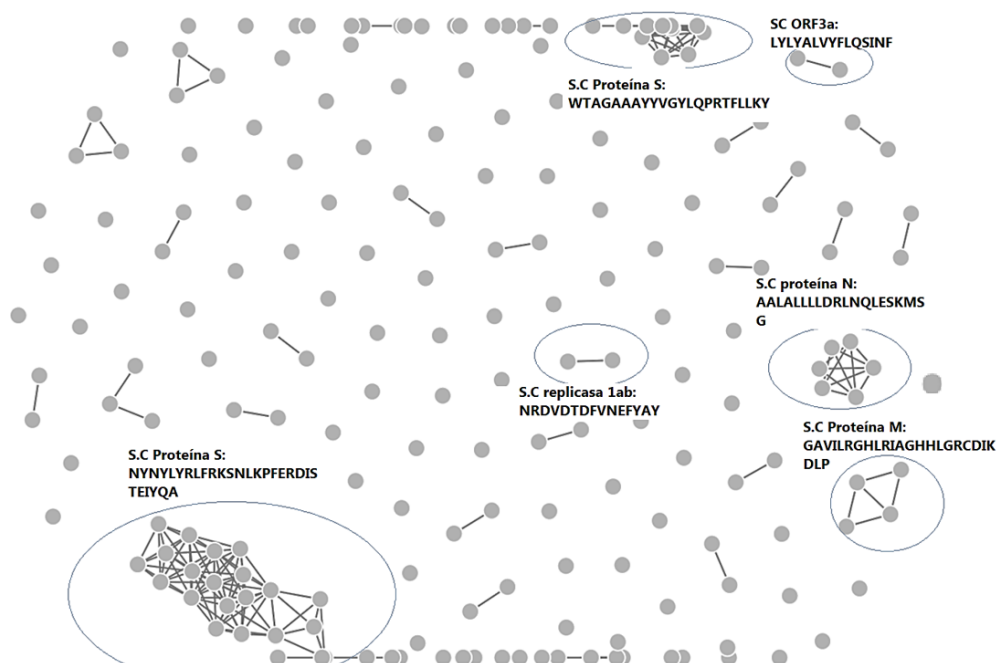 SC ORF3a:
LYLYALVYFLQSINF
S.C Proteína S:
WTAGAAAYYVGYLQPRTFLLKY
S.C proteína N:
AALALLLLDRLNQLESKMS
G
S.C replicasa 1ab:
NRDVDTDFVNEFYAY
S.C Proteína M:
GAVILRGHLRIAGHHLGRCDIK
DLP
S.C Proteína S:
NYNYLYRLFRKSNLKPFERDIS
TEIYQA